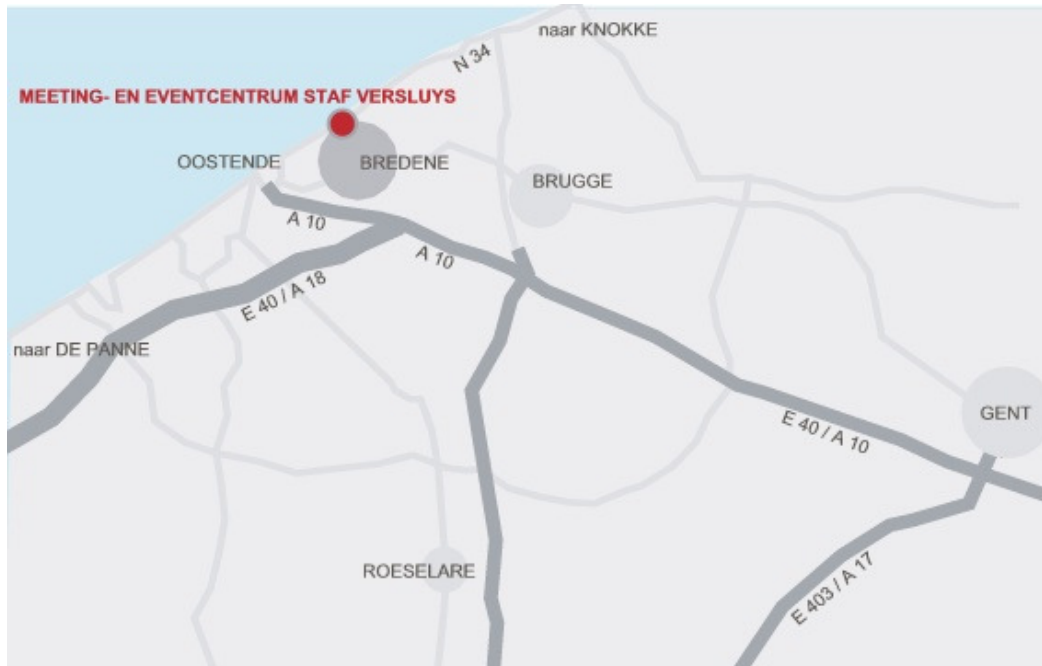 naar KNOKKE
N 34
MEETING- EN EVENTCENTRUM STAF VERSLUYS
OOSTENDE
BREDENE
BRUGGE
A 10
A 10
E 40 / A 18
naar DE PANNE
GENT
E 40 / A 10
ROESELARE
E 403 / A 17